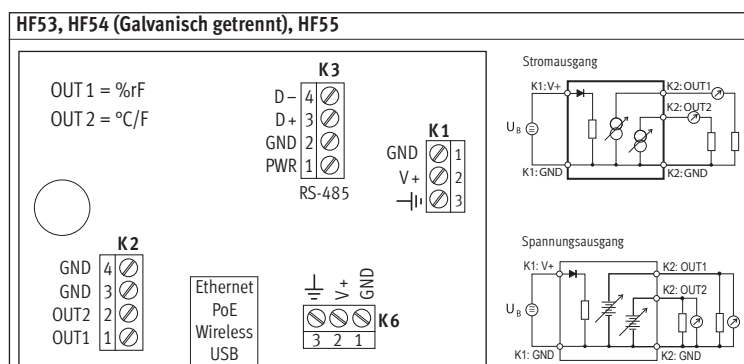 HF53, HF54 (Galvanisch getrennt), HF55
OUT 1 = %rF
OUT 2 = °C/F
K3
D – 4
D + 3
GND 2
PWR 1
RS-485
K1
GND 1
V + 2
3
K2
GND 4
GND 3
OUT2 2
OUT1 1
Ethernet
PoE
Wireless
USB
V+
GND
K6
3 2 1
Stromausgang
K1: V+
K2: OUT1
K2: OUT2
UB
K1: GND
K2: GND
Spannungsausgang
K1: V+
K2: OUT1
K2: OUT2
UB
K1: GND
K2: GND